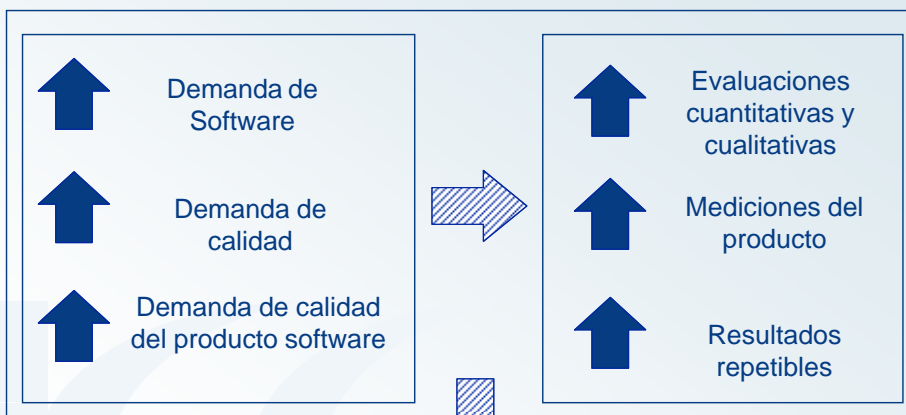 Demanda de
Software
Demanda de
calidad
Demanda de calidad
del producto software
Evaluaciones
cuantitativas y
cualitativas
Mediciones del
producto
Resultados
repetibles